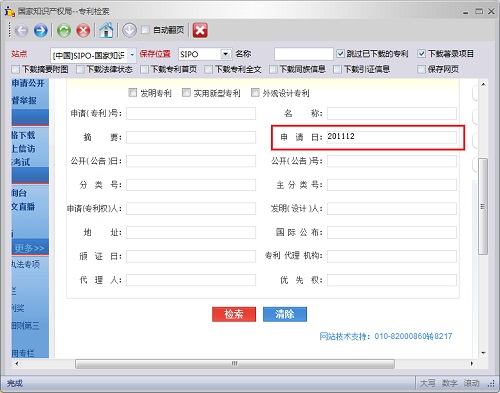 国家知识产权局--专利检索
自动翻页
站点 [中国]SIPO-国家知识 保存位置 SIPO 名称 跳过已下载的专利 下载著录项目
下载摘要附图 下载法律状态 下载专利首页 下载专利全文 下载同族信息 下载引证信息 保存网页
申请公开
督举报
格下载
上信访
考试
询台
文直播
更多>>
执法专项
栏
利奖
细则第三
用专栏
发明专利 实用新型专利 外观设计专利
申请(专利)号: 名 称:
摘 要: 申 请 日: 201112
公开(公告)日: 公开(公告)号:
分 类 号: 主 分 类 号:
申请(专利权)人: 发明(设计)人:
地 址: 国 际 公 布:
颁 证 日: 专利 代理 机构:
代 理 人: 优 先 权:
检索 清除
网站技术支持：010-82000860转8217
完成 大写 数字 滚动